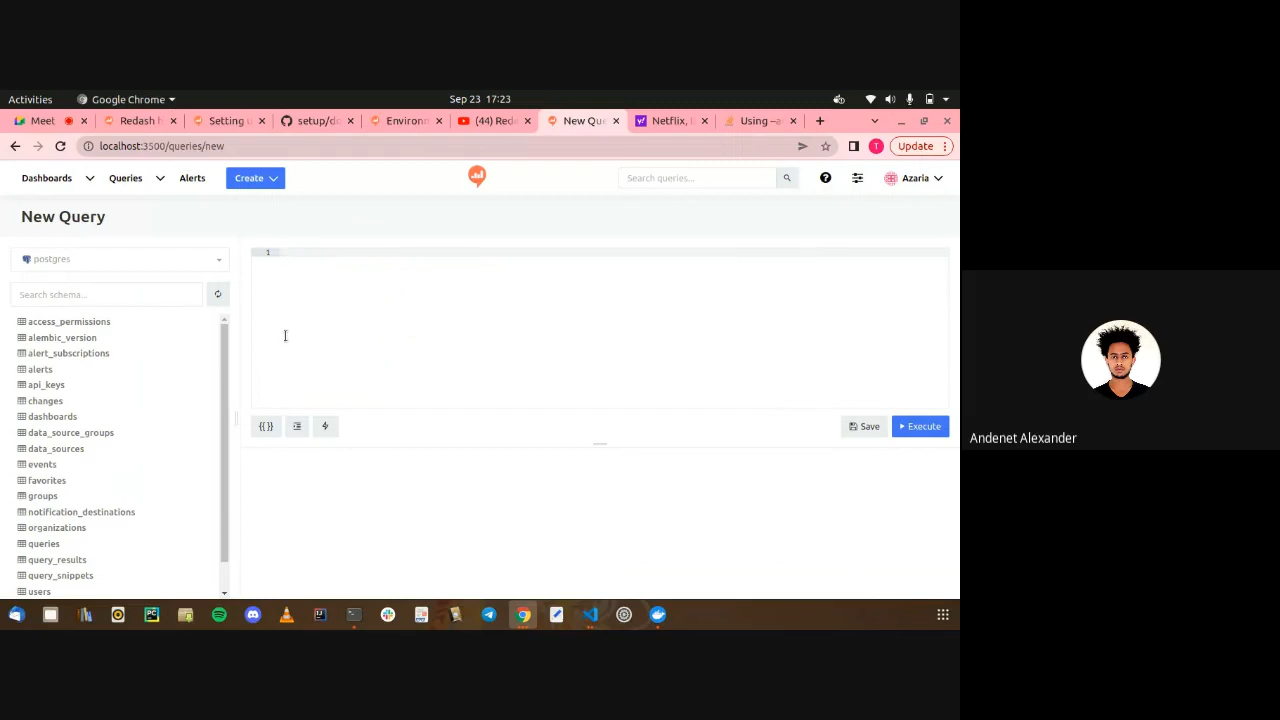 Activities Google Chrome Sep 23 17:23
Meet Redash Setting u setup/do Environ (44) Red New Que Netflix, Using –a
localhost:3500/queries/new Update
Dashboards Queries Alerts Create Search queries... Azaria
New Query
postgres
1
Search schema...
access_permissions
alembic_version
alert_subscriptions
alerts
api_keys
changes
dashboards
data_source_groups
data_sources
events
favorites
groups
notification_destinations
organizations
queries
query_results
query_snippets
users
{{ }} Save Execute
Andenet Alexander